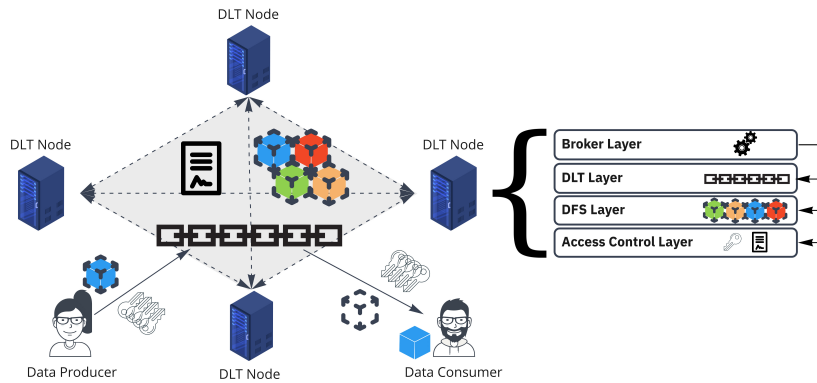 DLT Node
DLT Node
DLT Node
Broker Layer
DLT Layer
DFS Layer
Access Control Layer
Data Producer
DLT Node
Data Consumer